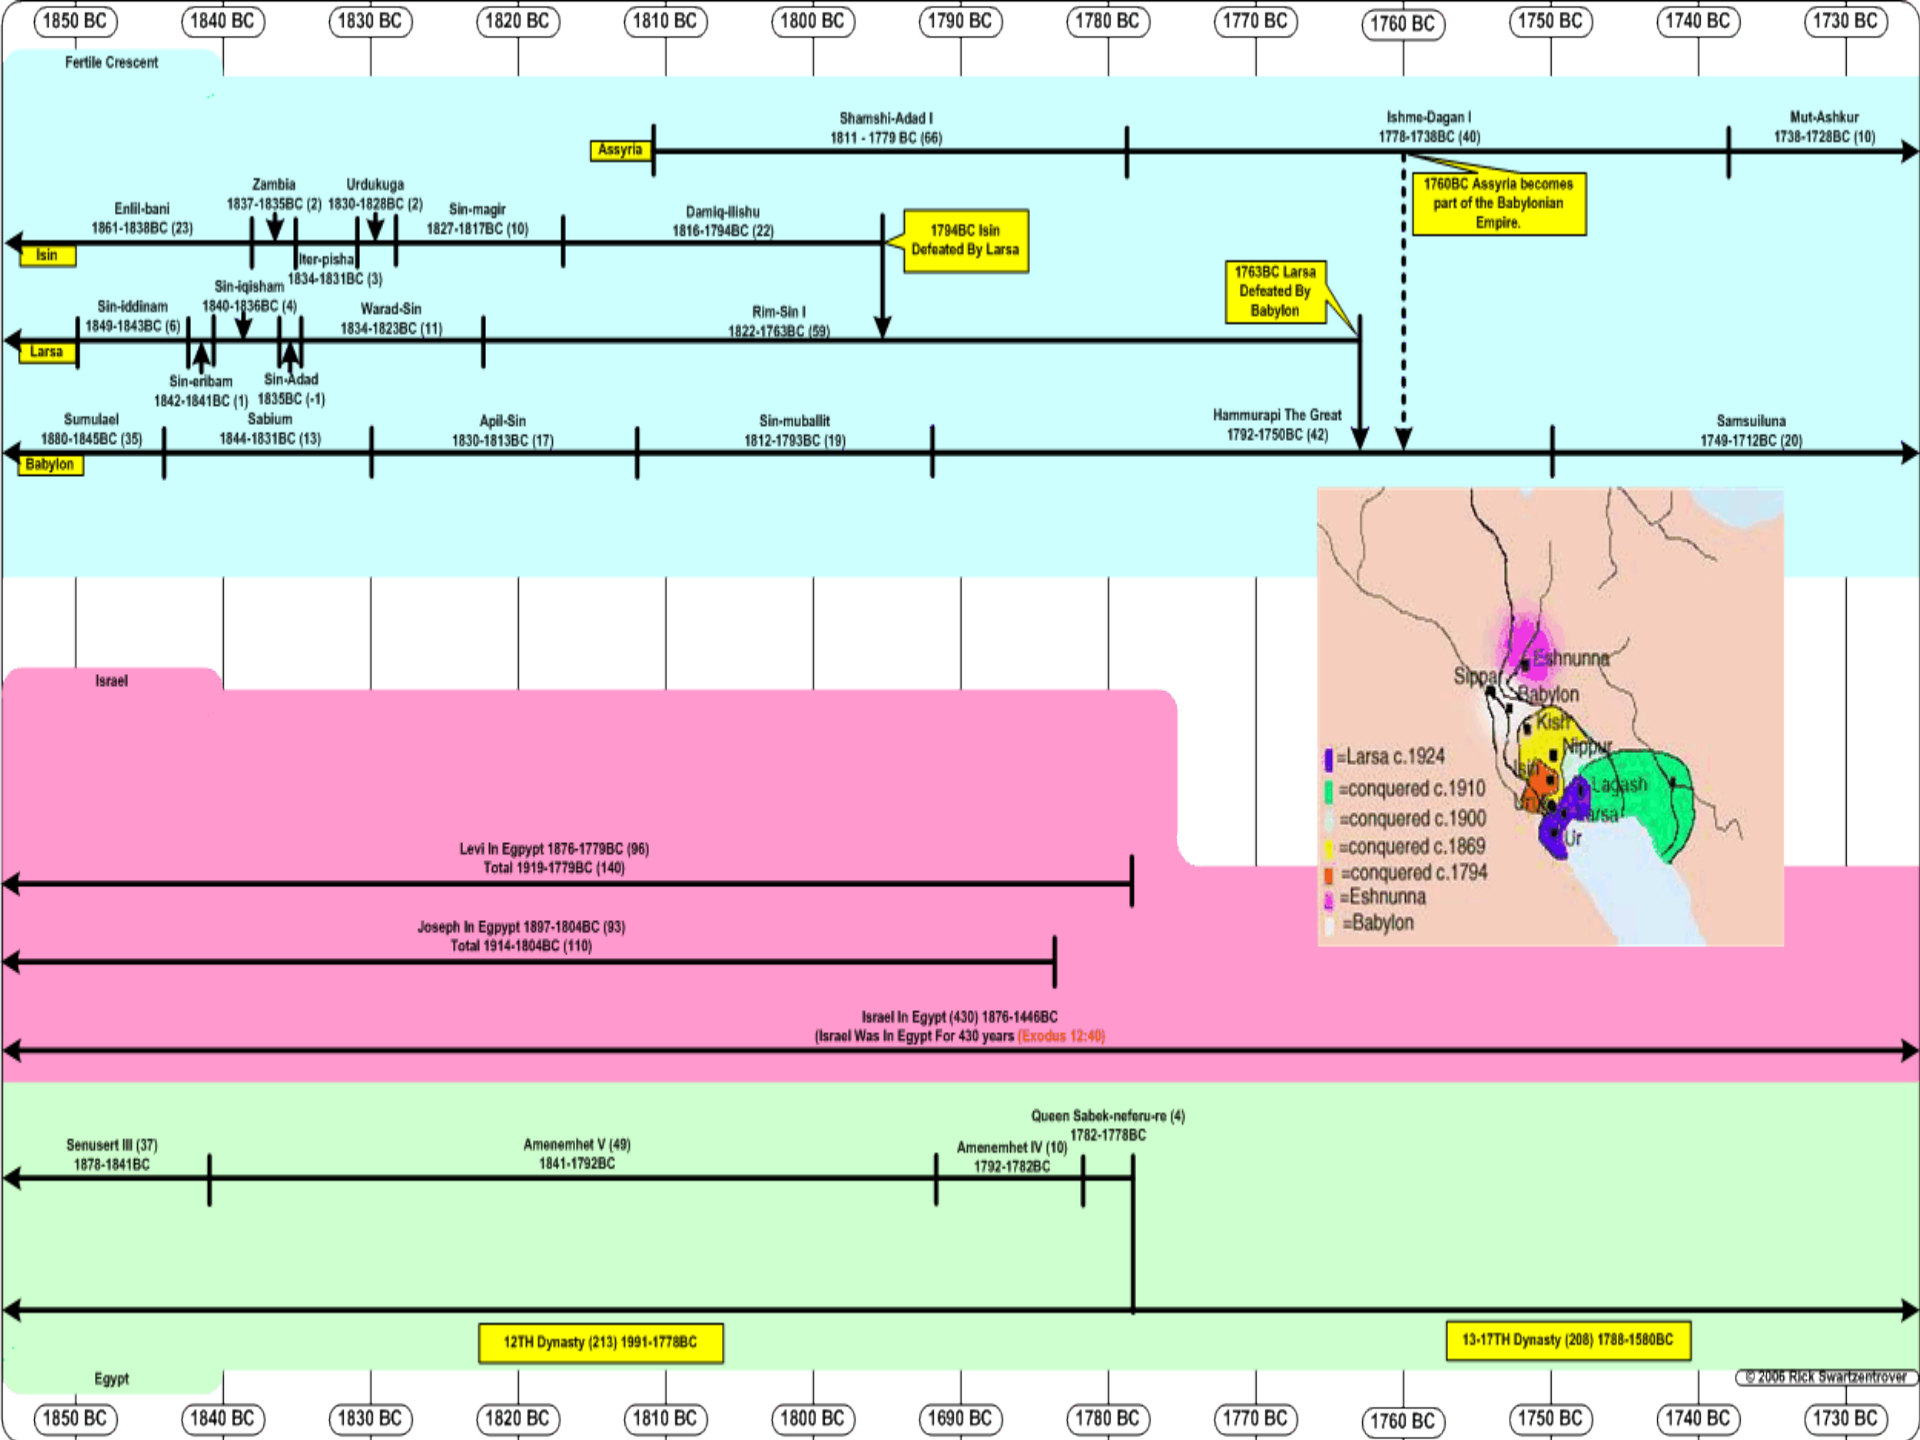 1850 BC
1840 BC
1830 BC
1820 BC
1810 BC
1800 BC
1790 BC
1780 BC
1770 BC
1760 BC
1750 BC
1740 BC
1730 BC
Fertile Crescent
Shamshi-Adad I
1811 - 1779 BC (66)
Ishme-Dagan I
1778-1738BC (40)
Mut-Ashkur
1738-1728BC (10)
Assyria
1760BC Assyria becomes
part of the Babylonian
Empire.
Enlil-bani
1861-1838BC (23)
Zambia
1837-1835BC (2)
Urdukuga
1830-1828BC (2)
Sin-magir
1827-1817BC (10)
Damiq-ilishu
1816-1794BC (22)
1794BC Isin
Defeated By Larsa
Isin
Iter-pisha
1834-1831BC (3)
1763BC Larsa
Defeated By
Babylon
Sin-iddinam
1849-1843BC (6)
Sin-iqisham
1840-1836BC (4)
Warad-Sin
1834-1823BC (11)
Rim-Sin I
1822-1763BC (59)
Larsa
Sin-eribam
1842-1841BC (1)
Sin-Adad
1835BC (-1)
Sumulael
1880-1845BC (35)
Sabium
1844-1831BC (13)
Apil-Sin
1830-1813BC (17)
Sin-muballit
1812-1793BC (19)
Hammurapi The Great
1792-1750BC (42)
Samsuiluna
1749-1712BC (20)
Babylon
Eshnunna
Sippar
Babylon
Kish
Nippur
Isin
Lagash
Larsa
Ur
=Larsa c.1924
=conquered c.1910
=conquered c.1900
=conquered c.1869
=conquered c.1794
=Eshnunna
=Babylon
Israel
Levi In Egpypt 1876-1779BC (96)
Total 1919-1779BC (140)
Joseph In Egpypt 1897-1804BC (93)
Total 1914-1804BC (110)
Israel In Egypt (430) 1876-1446BC
(Israel Was In Egypt For 430 years (Exodus 12:40)
Senusert III (37)
1878-1841BC
Amenemhet V (49)
1841-1792BC
Amenemhet IV (10)
1792-1782BC
Queen Sabek-neferu-re (4)
1782-1778BC
12TH Dynasty (213) 1991-1778BC
13-17TH Dynasty (208) 1788-1580BC
Egypt
© 2006 Rick Swartzentrover
1850 BC
1840 BC
1830 BC
1820 BC
1810 BC
1800 BC
1690 BC
1780 BC
1770 BC
1760 BC
1750 BC
1740 BC
1730 BC